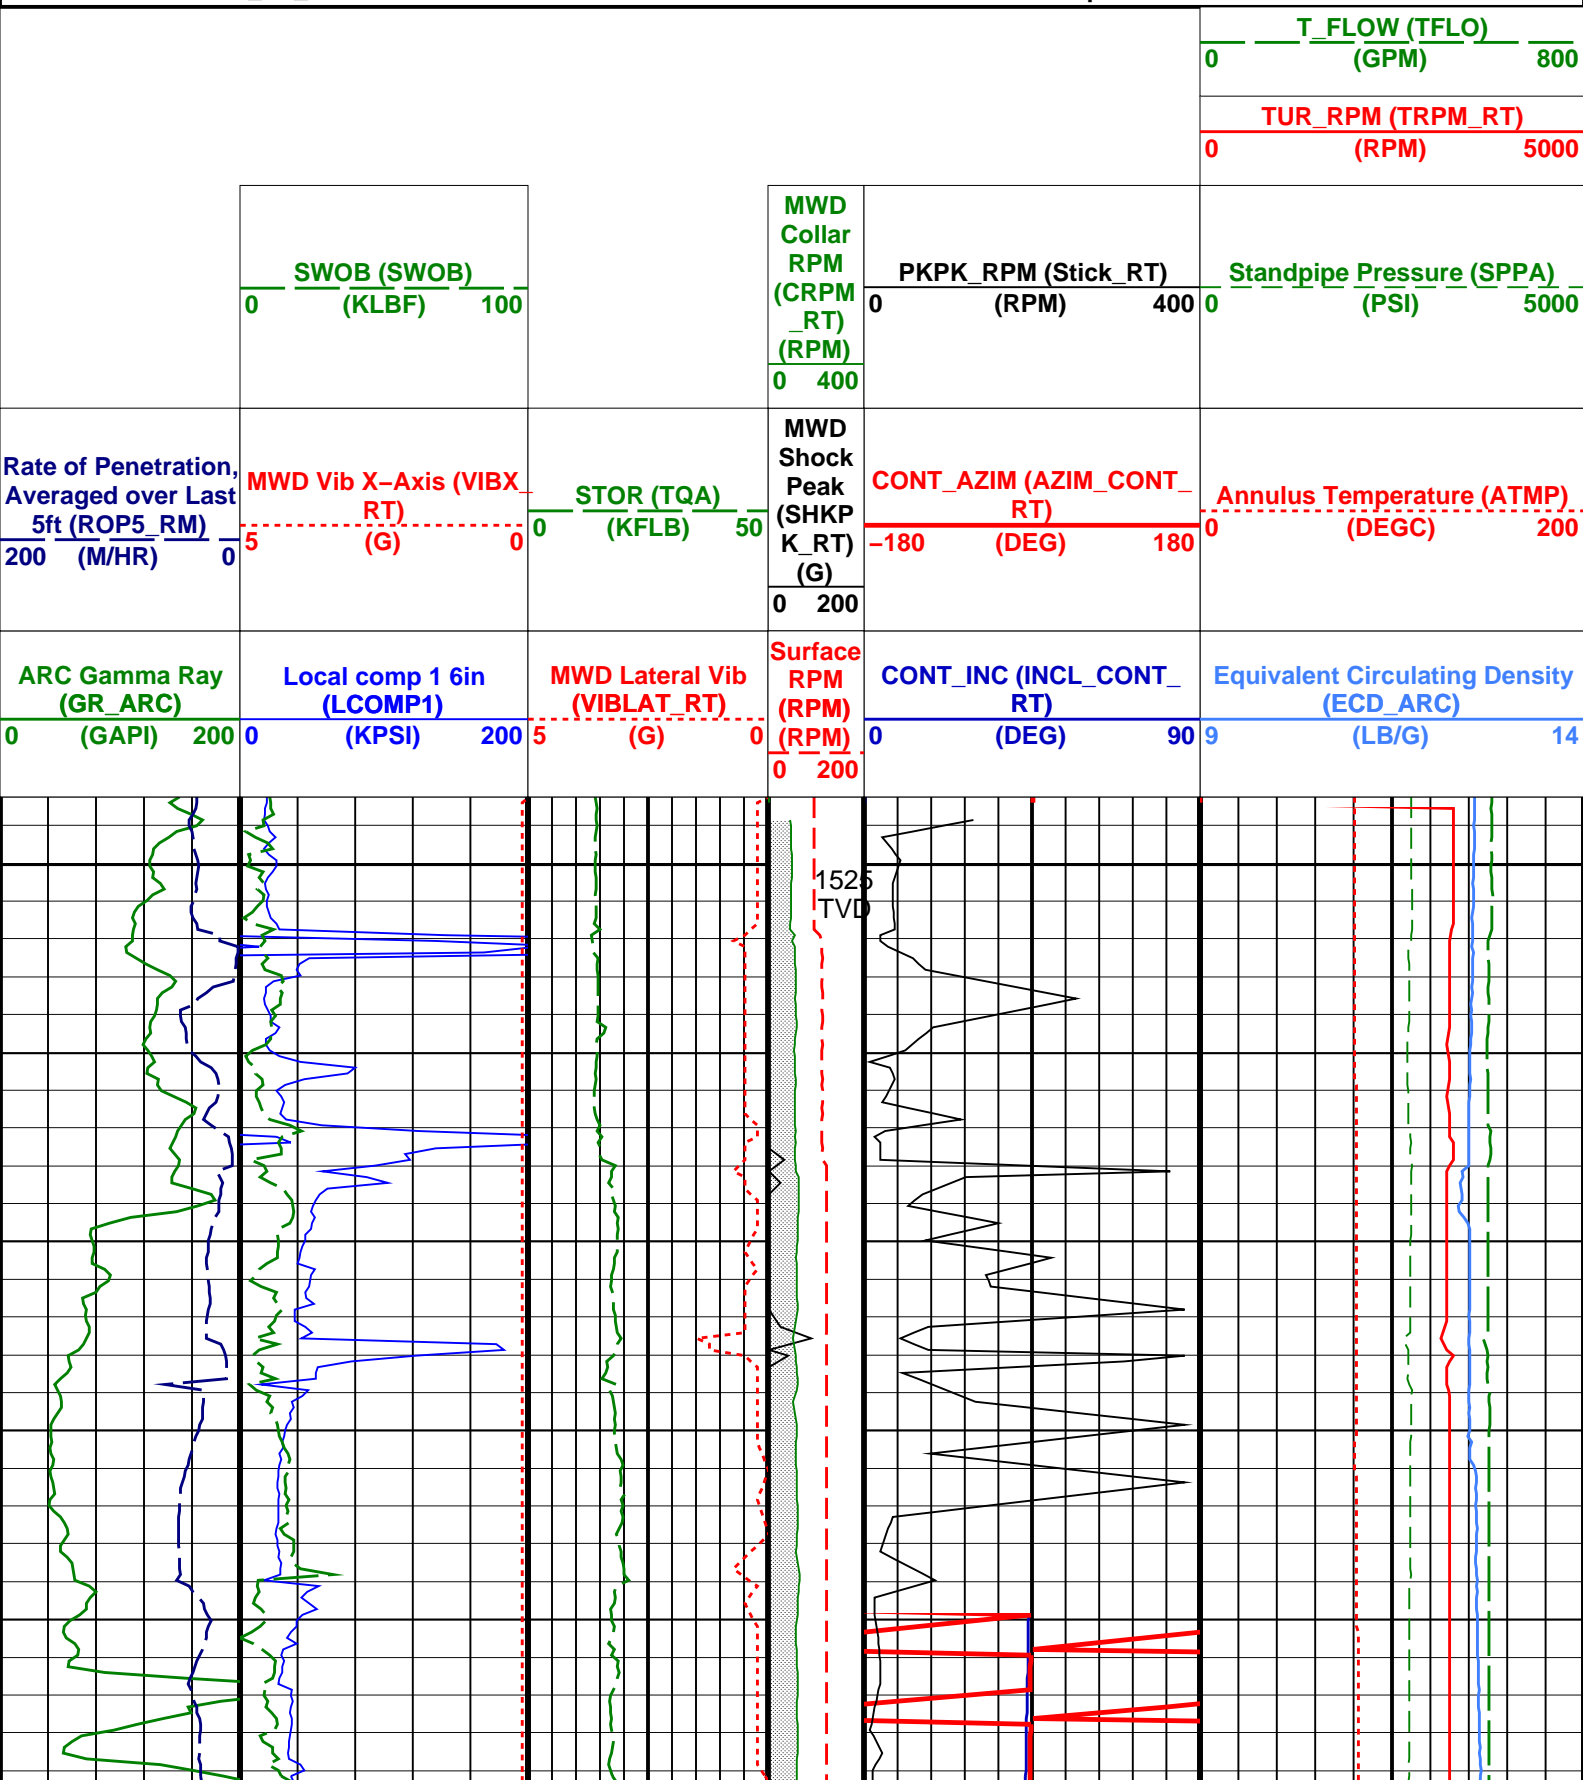 T_FLOW (TFLO)
0 (GPM) 800
TUR_RPM (TRPM_RT)
0 (RPM) 5000
SWOB (SWOB)
0 (KLBF) 100
MWD
Collar
RPM
(CRPM
_RT)
(RPM)
0 400
PKPK_RPM (Stick_RT)
0 (RPM) 400
Standpipe Pressure (SPPA)
0 (PSI) 5000
Rate of Penetration,
Averaged over Last
5ft (ROP5_RM)
200 (M/HR) 0
MWD Vib X−Axis (VIBX_
RT)
5 (G) 0
STOR (TQA)
0 (KFLB) 50
MWD
Shock
Peak
(SHKP
K_RT)
(G)
0 200
CONT_AZIM (AZIM_CONT_
RT)
−180 (DEG) 180
Annulus Temperature (ATMP)
0 (DEGC) 200
ARC Gamma Ray
(GR_ARC)
0 (GAPI) 200
Local comp 1 6in
(LCOMP1)
0 (KPSI) 200
MWD Lateral Vib
(VIBLAT_RT)
5 (G) 0
Surface
RPM
(RPM)
(RPM)
0 200
CONT_INC (INCL_CONT_
RT)
0 (DEG) 90
Equivalent Circulating Density
(ECD_ARC)
9 (LB/G) 14
1525
TVD